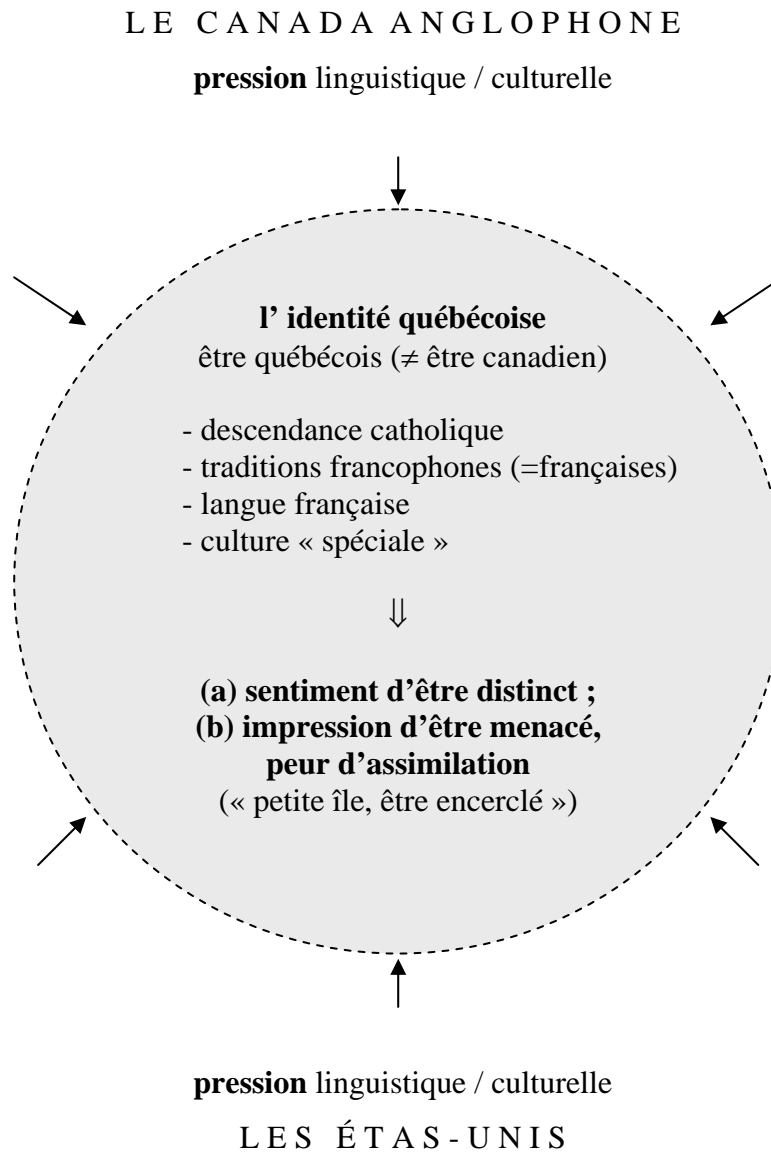 LE CANADA ANGLOPHONE
pression linguistique / culturelle
l’ identité québécoise
être québécois (≠ être canadien)
- descendance catholique
- traditions francophones (=françaises)
- langue française
- culture « spéciale »
⇓
(a) sentiment d’être distinct ;
(b) impression d’être menacé,
peur d’assimilation
(« petite île, être encerclé »)
pression linguistique / culturelle
LES ÉTAS-UNIS